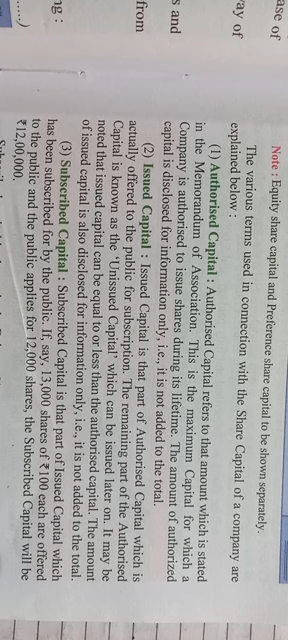 ase of
ay of
s and
from
ng :
.....)
Note : Equity share capital and Preference share capital to be shown separately.
The various terms used in connection with the Share Capital of a company are
explained below :
(1) Authorised Capital : Authorised Capital refers to that amount which is stated
in the Memorandum of Association. This is the maximum Capital for which a
Company is authorised to issue shares during its lifetime. The amount of authorized
capital is disclosed for information only, i.e., it is not added to the total.
(2) Issued Capital : Issued Capital is that part of Authorised Capital which is
actually offered to the public for subscription. The remaining part of the Authorised
Capital is known as the 'Unissued Capital' which can be issued later on. It may be
noted that issued capital can be equal to or less than the authorised capital. The amount
of issued capital is also disclosed for information only, i.e., It is not added to the total.
(3) Subscribed Capital : Subscribed Capital is that part of Issued Capital which
has been subscribed for by the public. If, say, 13,000 shares of ₹100 each are offered
to the public and the public applies for 12,000 shares, the Subscribed Capital will be
₹12,00,000.